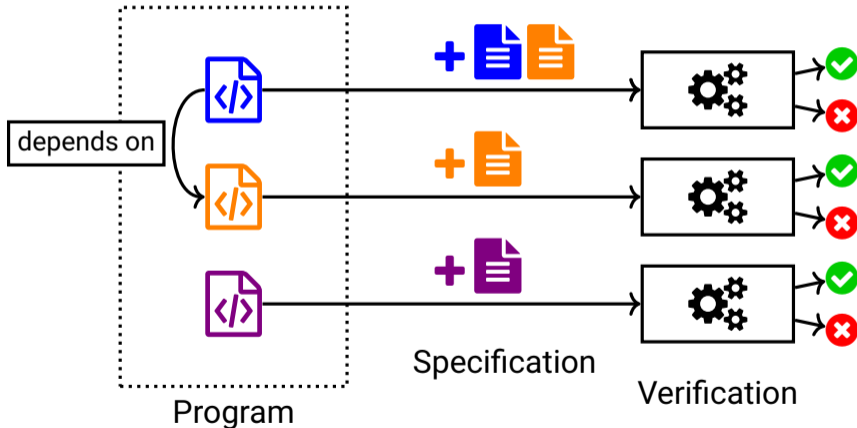 depends on
</>
</>
</>
Specification
Verification
Program